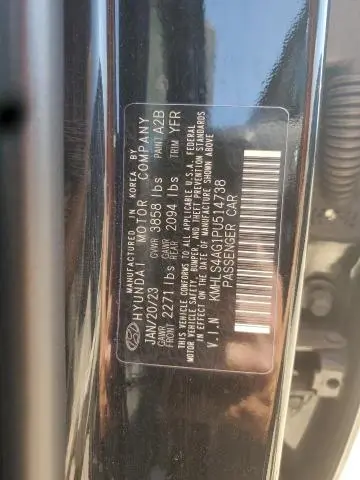 MANUFACTURED IN KOREA BY
HYUNDAI MOTOR COMPANY
JAN/20/23 GVWR 3858 lbs PAINT A2B
GAWR FRONT 2271 lbs GAWR REAR 2094 lbs TRIM YFR
THIS VEHICLE CONFORMS TO ALL APPLICABLE U.S.A. FEDERAL
MOTOR VEHICLE SAFETY, BUMPER, AND THEFT PREVENTION STANDARDS
IN EFFECT ON THE DATE OF MANUFACTURE SHOWN ABOVE.
V.I.N KMHLS4AG1PU514738
PASSENGER CAR